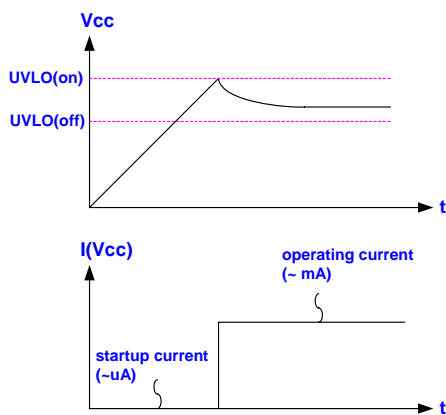 Vcc
UVLO(on)
UVLO(off)
t
I(Vcc)
operating current
(~ mA)
startup current
(~uA)
t